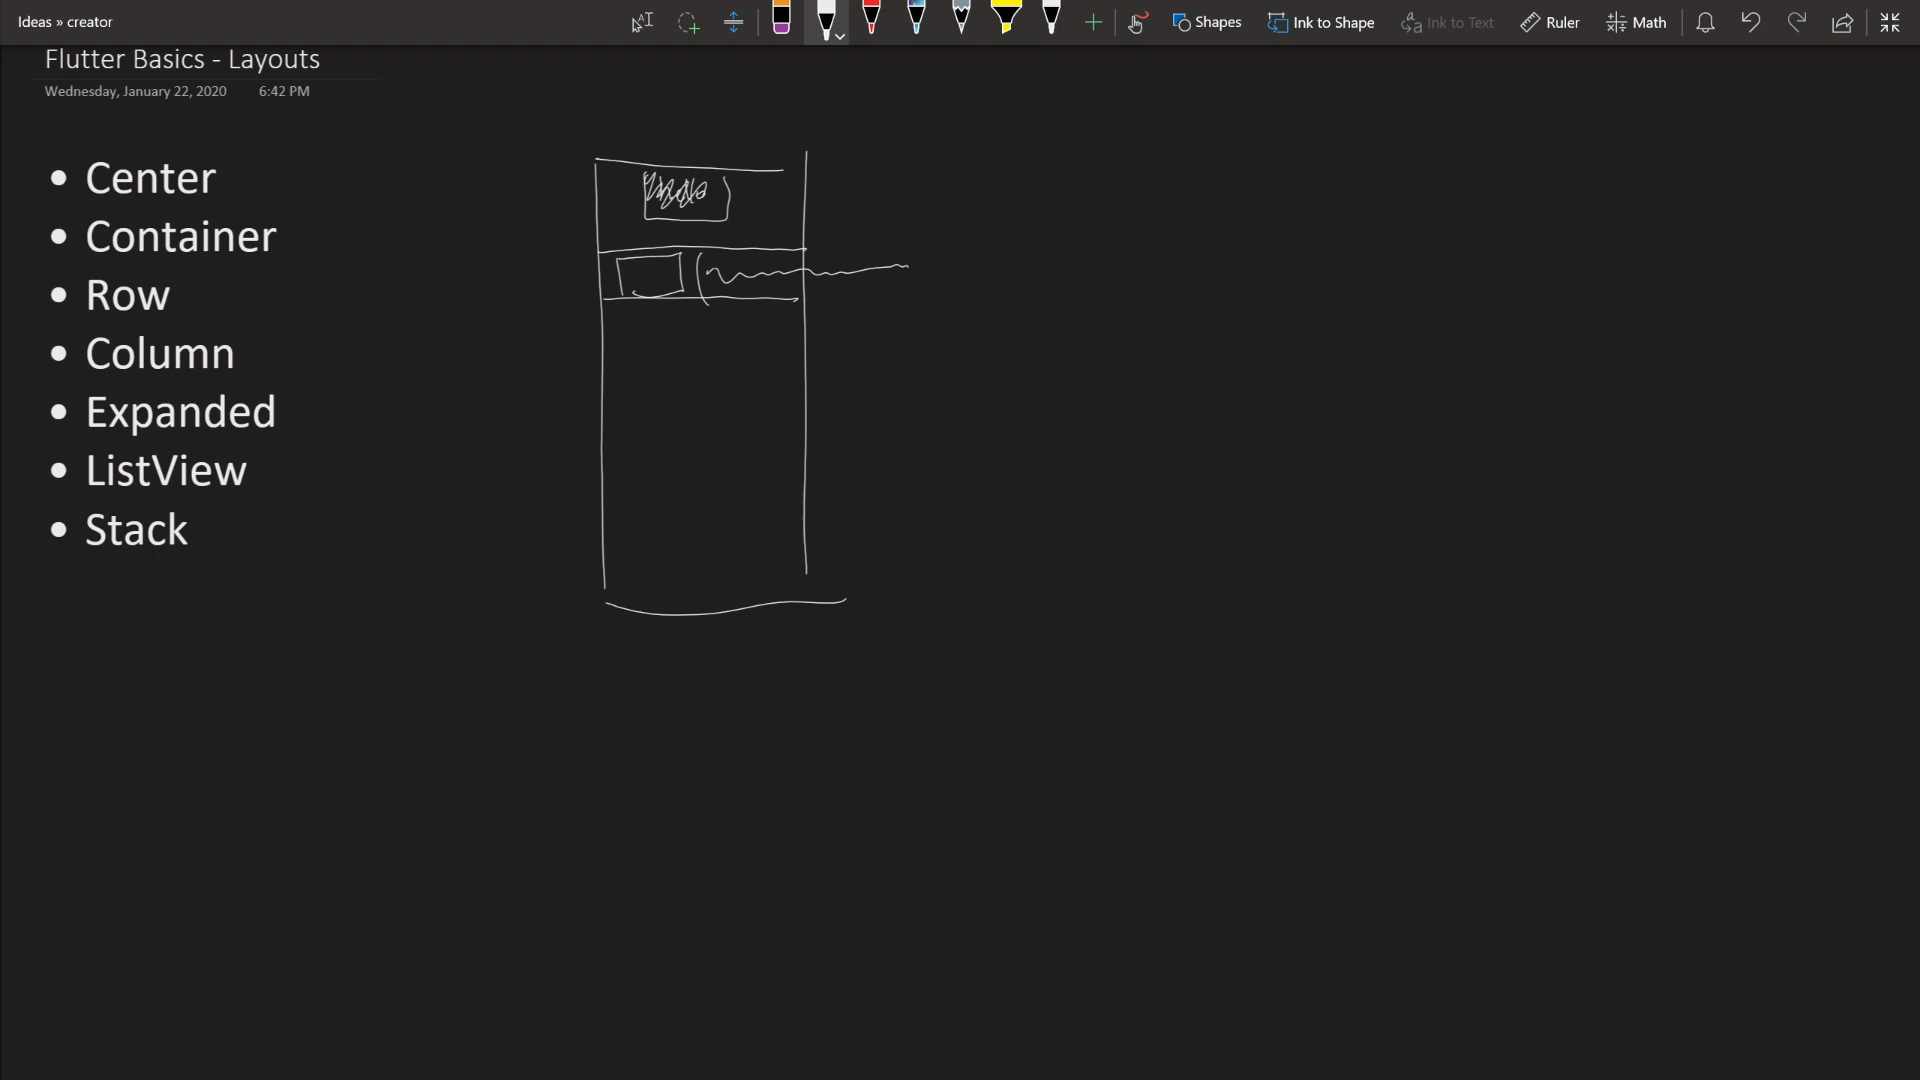 Ideas » creator
Shapes
Ink to Shape
Ink to Text
Ruler
Math
Flutter Basics - Layouts
Wednesday, January 22, 2020 6:42 PM
• Center
• Container
• Row
• Column
• Expanded
• ListView
• Stack